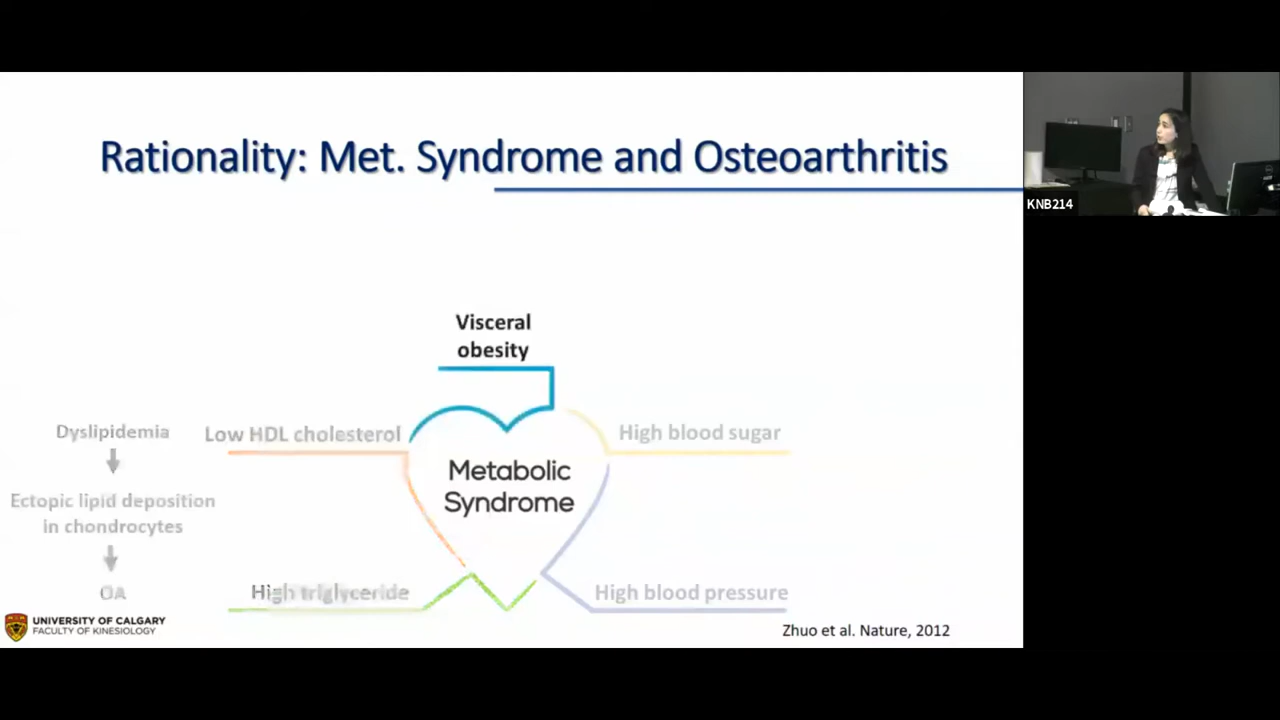 Rationality: Met. Syndrome and Osteoarthritis
KNB214
Visceral
obesity
Dyslipidemia
Low HDL cholesterol
High blood sugar
Metabolic
Syndrome
Ectopic lipid deposition
in chondrocytes
OA
High triglyceride
High blood pressure
UNIVERSITY OF CALGARY
FACULTY OF KINESIOLOGY
Zhuo et al. Nature, 2012